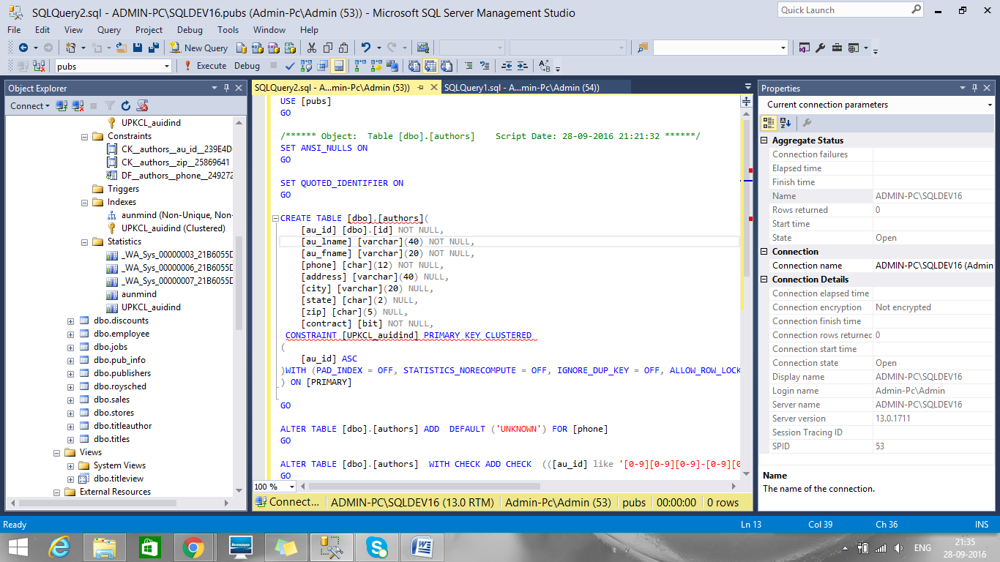 SQLQuery2.sql - ADMIN-PC\SQLDEV16.pubs (Admin-Pc\Admin (53)) - Microsoft SQL Server Management Studio
Quick Launch
File Edit View Query Project Debug Tools Window Help
New Query
pubs
Execute Debug
Object Explorer
Connect
UPKCL_auidind
Constraints
CK__authors__au_id__239E4D
CK__authors__zip__25869641
DF__authors__phone__249272
Triggers
Indexes
aunmind (Non-Unique, Non-
UPKCL_auidind (Clustered)
Statistics
_WA_Sys_00000003_21B6055D
_WA_Sys_00000006_21B6055D
_WA_Sys_00000007_21B6055D
aunmind
UPKCL_auidind
dbo.discounts
dbo.employee
dbo.jobs
dbo.pub_info
dbo.publishers
dbo.roysched
dbo.sales
dbo.stores
dbo.titleauthor
dbo.titles
Views
System Views
dbo.titleview
External Resources
SQLQuery2.sql - A...min-Pc\Admin (53)) SQLQuery1.sql - A...min-Pc\Admin (54))
USE [pubs]
GO
/****** Object:  Table [dbo].[authors]    Script Date: 28-09-2016 21:21:32 ******/
SET ANSI_NULLS ON
GO
SET QUOTED_IDENTIFIER ON
GO
CREATE TABLE [dbo].[authors](
[au_id] [dbo].[id] NOT NULL,
[au_lname] [varchar](40) NOT NULL,
[au_fname] [varchar](20) NOT NULL,
[phone] [char](12) NOT NULL,
[address] [varchar](40) NULL,
[city] [varchar](20) NULL,
[state] [char](2) NULL,
[zip] [char](5) NULL,
[contract] [bit] NOT NULL,
CONSTRAINT [UPKCL_auidind] PRIMARY KEY CLUSTERED
(
[au_id] ASC
)WITH (PAD_INDEX = OFF, STATISTICS_NORECOMPUTE = OFF, IGNORE_DUP_KEY = OFF, ALLOW_ROW_LOCK
) ON [PRIMARY]
GO
ALTER TABLE [dbo].[authors] ADD  DEFAULT ('UNKNOWN') FOR [phone]
GO
ALTER TABLE [dbo].[authors]  WITH CHECK ADD CHECK  (([au_id] like '[0-9][0-9][0-9]-[0-9][0
GO
100 %
Connect... ADMIN-PC\SQLDEV16 (13.0 RTM) Admin-Pc\Admin (53) pubs 00:00:00 0 rows
Properties
Current connection parameters
Aggregate Status
Connection failures
Elapsed time
Finish time
Name ADMIN-PC\SQLDEV16
Rows returned 0
Start time
State Open
Connection
Connection name ADMIN-PC\SQLDEV16 (Admin
Connection Details
Connection elapsed time
Connection encryption Not encrypted
Connection finish time
Connection rows returned 0
Connection start time
Connection state Open
Display name ADMIN-PC\SQLDEV16
Login name Admin-Pc\Admin
Server name ADMIN-PC\SQLDEV16
Server version 13.0.1711
Session Tracing ID
SPID 53
Name
The name of the connection.
Ready Ln 13 Col 39 Ch 36 INS
lenovo
ENG
21:35
28-09-2016